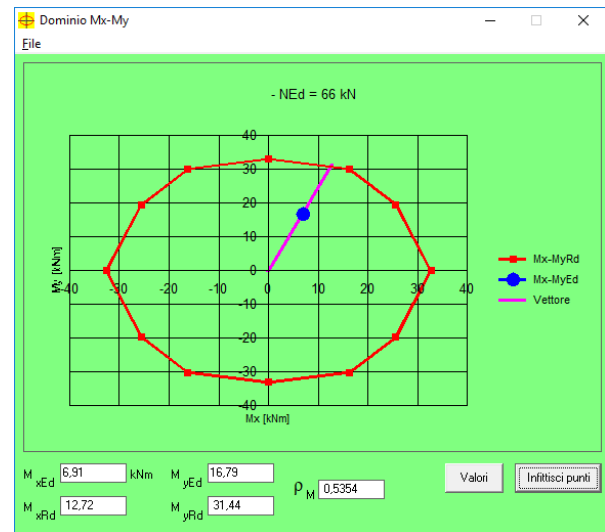 Dominio Mx-My
File
- NEd = 66 kN
40
30
20
10
0
-40 -30 -20 -10 0 10 20 30 40
-10
-20
-30
-40
Mx [kNm]
Mx-MyRd
Mx-MyEd
Vettore
M xEd 6,91 kNm M yEd 16,79
ρ M 0,5354
Valori Infittisci punti
M xRd 12,72 M yRd 31,44